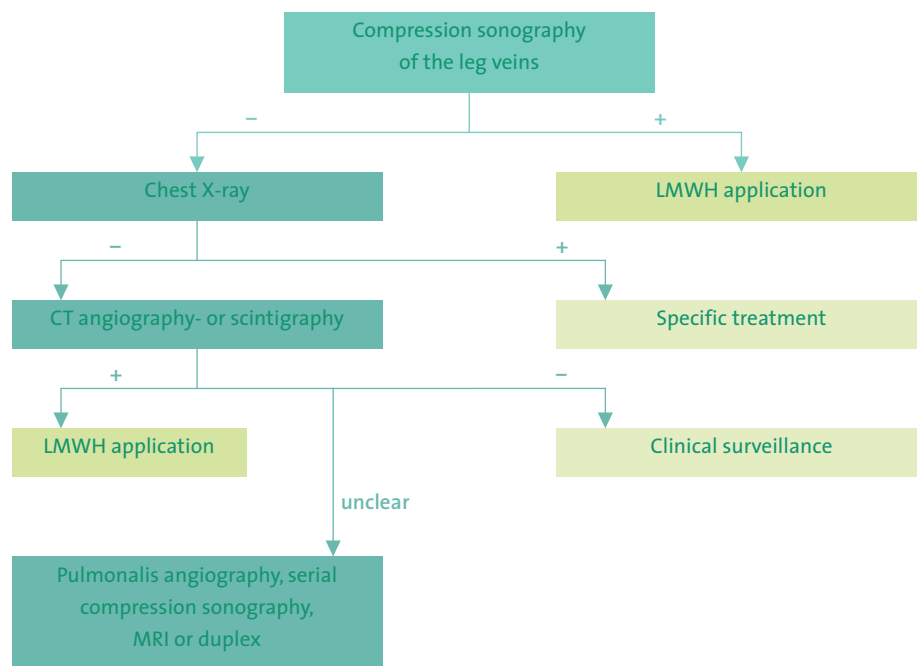 Compression sonography
of the leg veins
–
+
Chest X-ray
LMWH application
–
+
CT angiography- or scintigraphy
Specific treatment
+
–
LMWH application
Clinical surveillance
unclear
Pulmonalis angiography, serial
compression sonography,
MRI or duplex